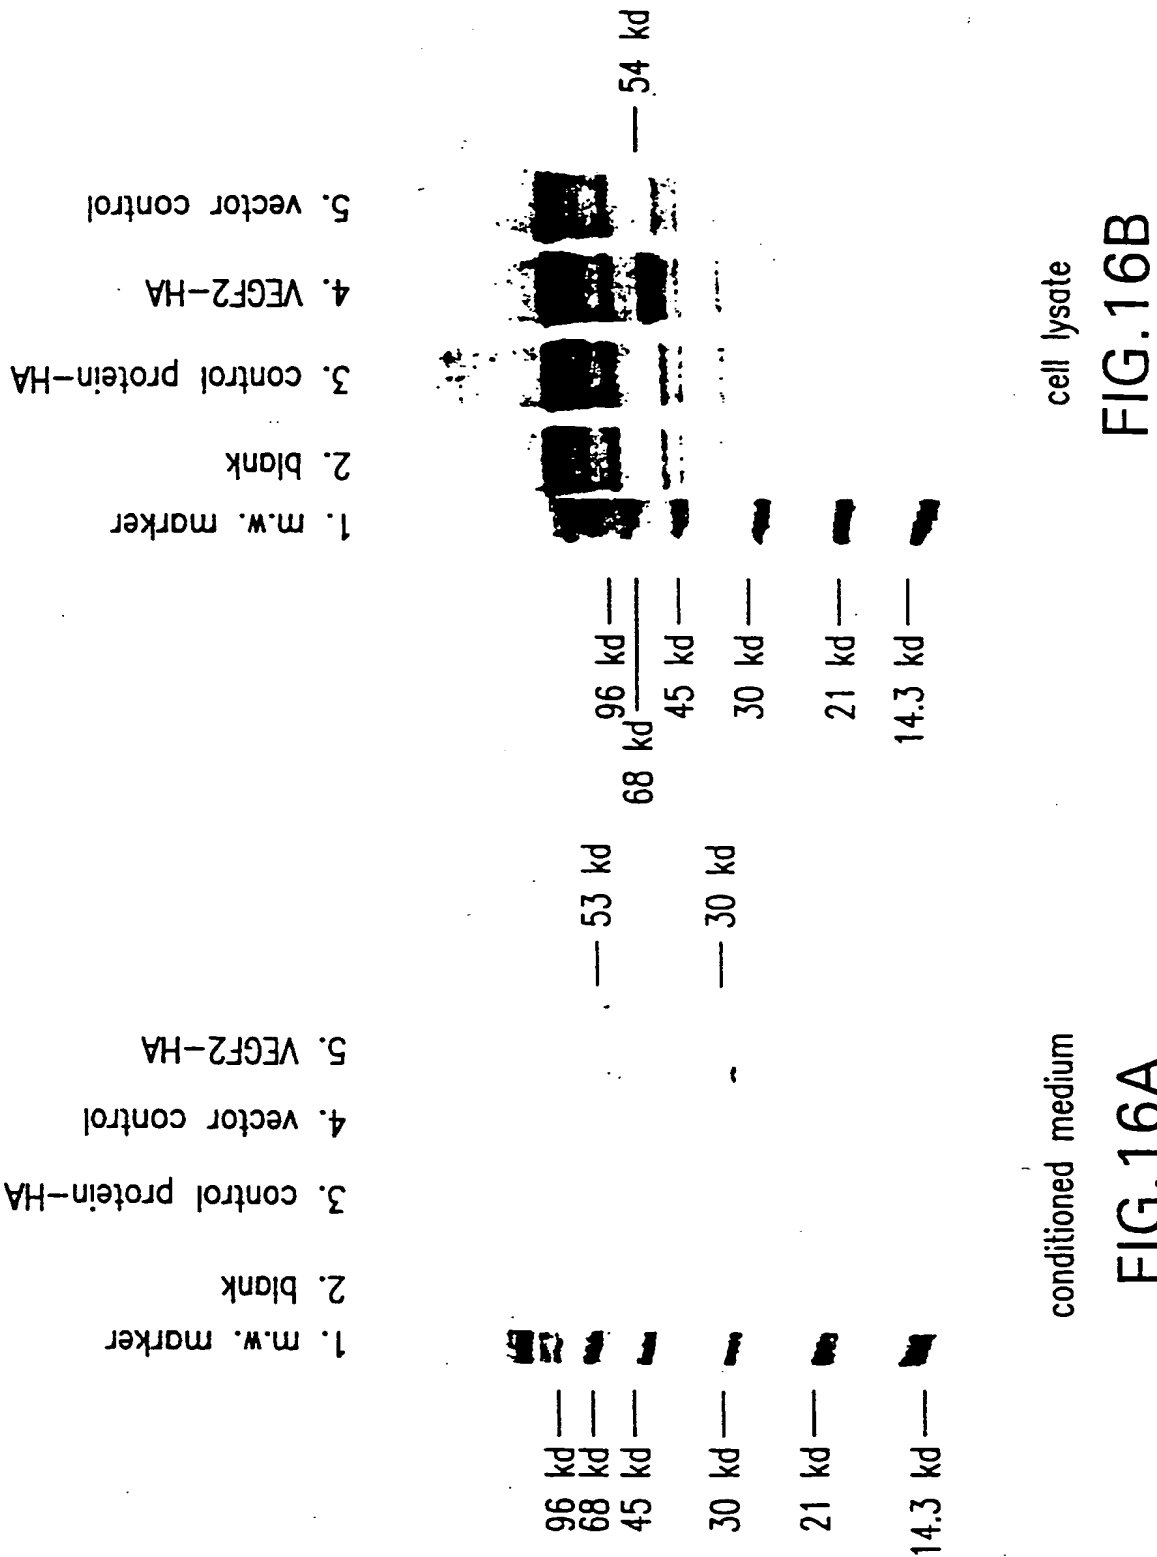 1. m.w. marker
2. blank
3. control protein-HA
4. vector control
5. VEGF2-HA
96 kd
68 kd
45 kd
30 kd
21 kd
14.3 kd
53 kd
30 kd
conditioned medium
FIG.16A
1. m.w. marker
2. blank
3. control protein-HA
4. VEGF2-HA
5. vector control
96 kd
68 kd
45 kd
30 kd
21 kd
14.3 kd
54 kd
cell lysate
FIG.16B